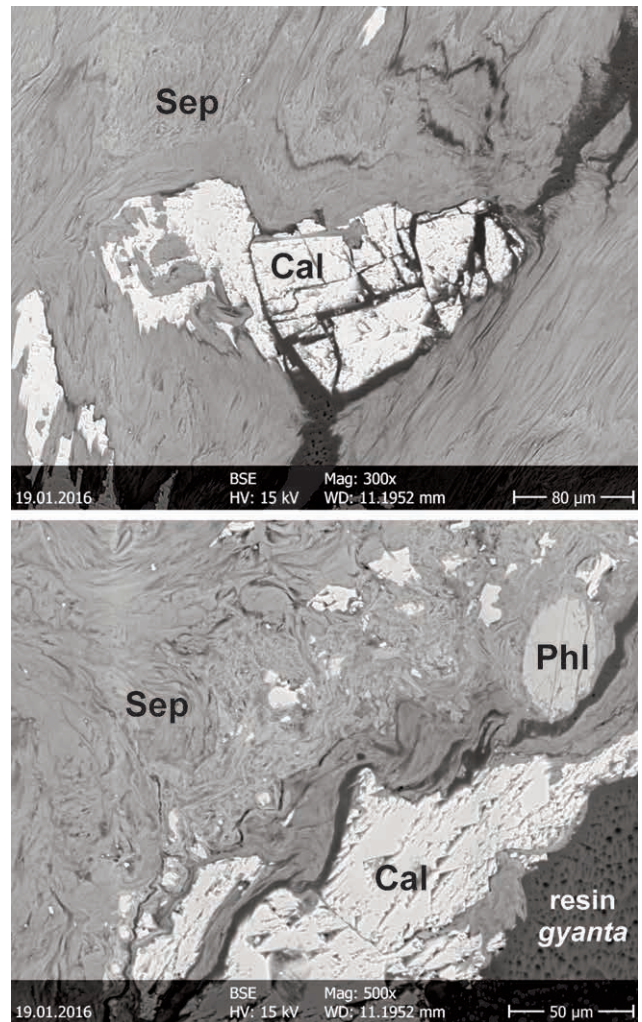 Sep
Cal
BSE Mag: 300x
19.01.2016 HV: 15 kV WD: 11.1952 mm 80 µm
Phl
Sep
Cal
resin
gyanta
BSE Mag: 500x
19.01.2016 HV: 15 kV WD: 11.1952 mm 50 µm